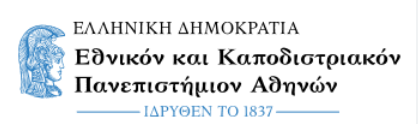 ΕΛΛΗΝΙΚΗ ΔΗΜΟΚΡΑΤΙΑ
Εθνικόν και Καποδιστριακόν
Πανεπιστήμιον Αθηνών
ΙΔΡΥΘΕΝ ΤΟ 1837